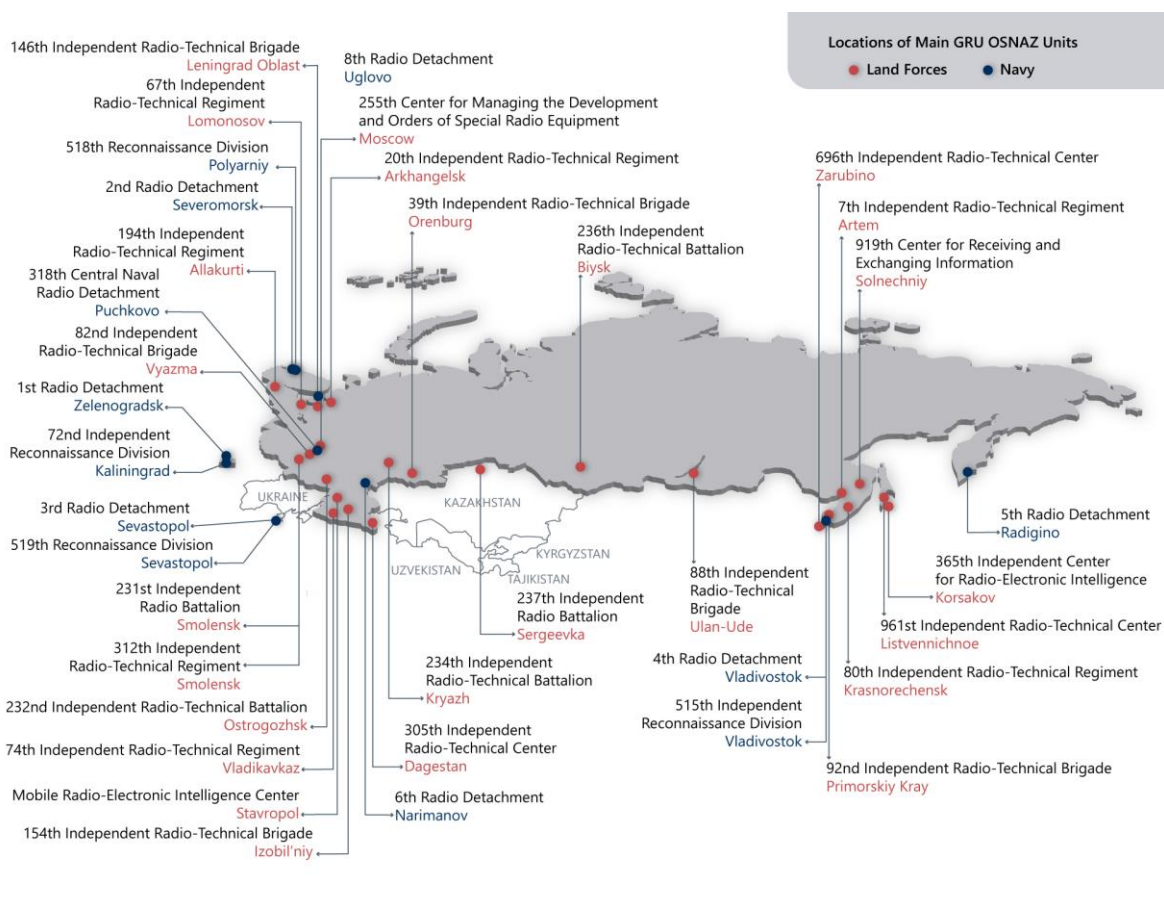 Locations of Main GRU OSNAZ Units
Land Forces
Navy
146th Independent Radio-Technical Brigade
Leningrad Oblast
67th Independent
Radio-Technical Regiment
Lomonosov
518th Reconnaissance Division
Polyarniy
2nd Radio Detachment
Severomorsk
194th Independent
Radio-Technical Regiment
Allakurti
318th Central Naval
Radio Detachment
Puchkovo
82nd Independent
Radio-Technical Brigade
Vyazma
1st Radio Detachment
Zelenogradsk
72nd Independent
Reconnaissance Division
Kaliningrad
3rd Radio Detachment
Sevastopol
519th Reconnaissance Division
Sevastopol
231st Independent
Radio Battalion
Smolensk
312th Independent
Radio-Technical Regiment
Smolensk
232nd Independent Radio-Technical Battalion
Ostrogozhsk
74th Independent Radio-Technical Regiment
Vladikavkaz
Mobile Radio-Electronic Intelligence Center
Stavropol
154th Independent Radio-Technical Brigade
Izobil'niy
8th Radio Detachment
Uglovo
255th Center for Managing the Development
and Orders of Special Radio Equipment
Moscow
20th Independent Radio-Technical Regiment
Arkhangelsk
39th Independent Radio-Technical Brigade
Orenburg
236th Independent
Radio-Technical Battalion
Biysk
UKRAINE
KAZAKHSTAN
UZVEKISTAN
KYRGYZSTAN
TAJIKISTAN
237th Independent
Radio Battalion
Sergeevka
234th Independent
Radio-Technical Battalion
Kryazh
305th Independent
Radio-Technical Center
Dagestan
6th Radio Detachment
Narimanov
696th Independent Radio-Technical Center
Zarubino
7th Independent Radio-Technical Regiment
Artem
919th Center for Receiving and
Exchanging Information
Solnechniy
88th Independent
Radio-Technical
Brigade
Ulan-Ude
4th Radio Detachment
Vladivostok
515th Independent
Reconnaissance Division
Vladivostok
5th Radio Detachment
Radigino
365th Independent Center
for Radio-Electronic Intelligence
Korsakov
961st Independent Radio-Technical Center
Listvennichnoe
80th Independent Radio-Technical Regiment
Krasnorechensk
92nd Independent Radio-Technical Brigade
Primorskiy Kray